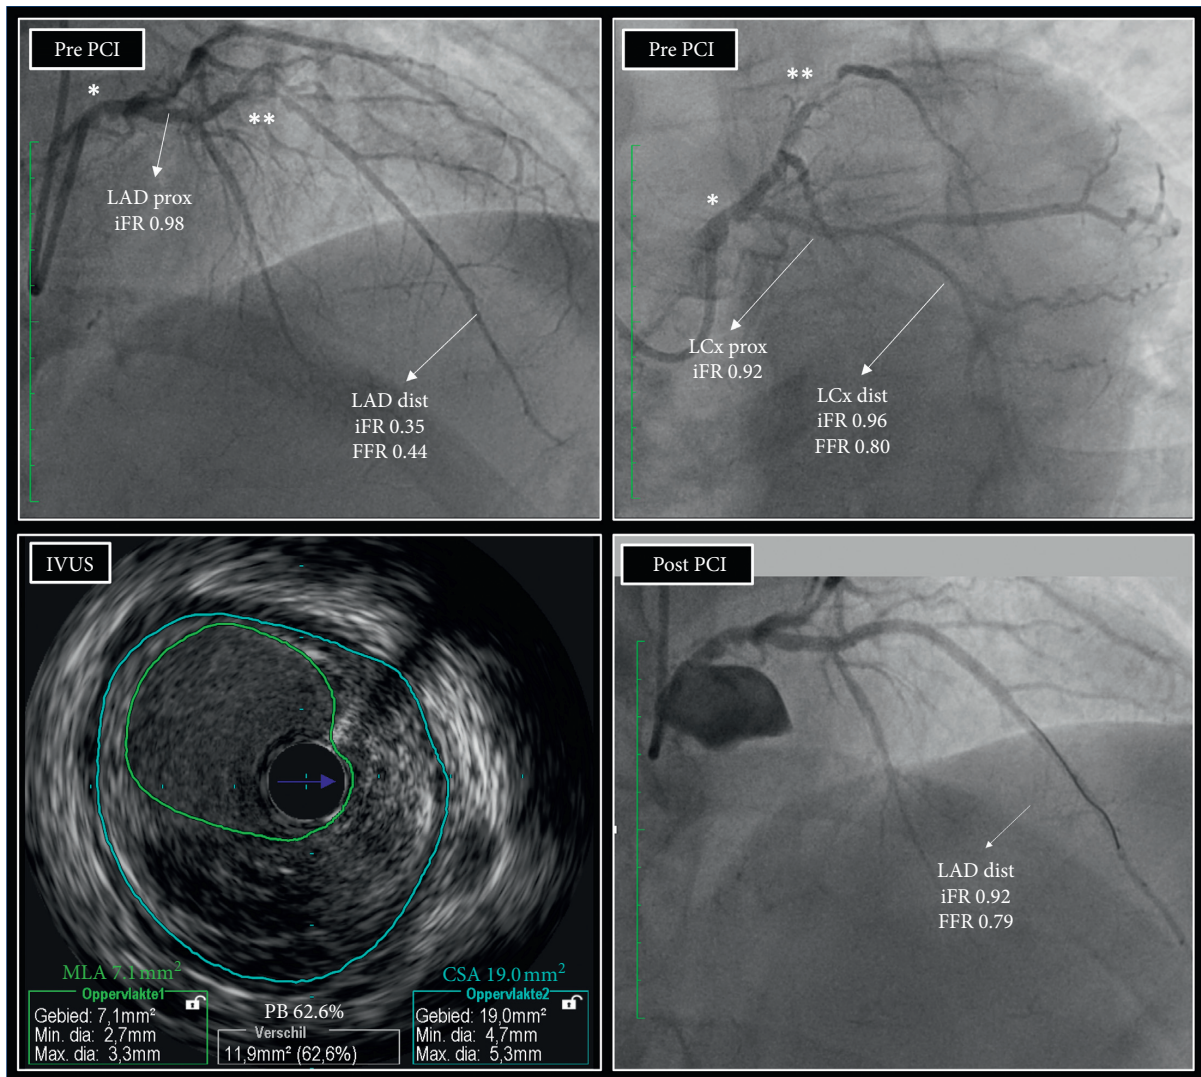 Pre PCI
*
**
LAD prox
iFR 0.98
LAD dist
iFR 0.35
FFR 0.44
Pre PCI
**
*
LCx prox
iFR 0.92
LCx dist
iFR 0.96
FFR 0.80
IVUS
MLA 7.1 mm²
Oppervlakte1
Gebied: 7,1mm²
Min. dia: 2,7mm
Max. dia: 3,3mm
PB 62.6%
Verschil
11,9mm² (62,6%)
CSA 19.0 mm²
Oppervlakte2
Gebied: 19,0mm²
Min. dia: 4,7mm
Max. dia: 5,3mm
Post PCI
LAD dist
iFR 0.92
FFR 0.79